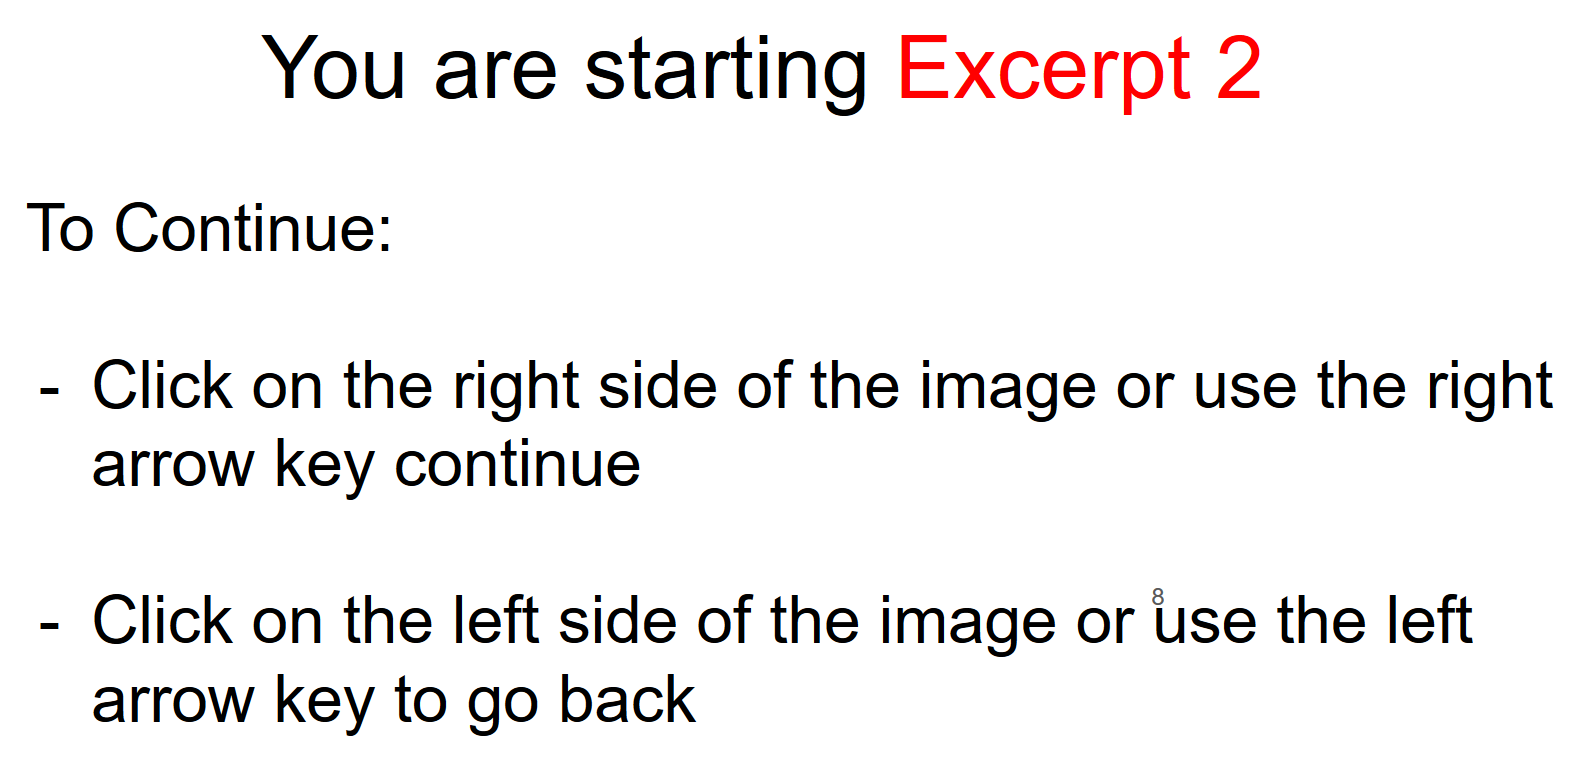 You are starting Excerpt 2
To Continue:
- Click on the right side of the image or use the right
arrow key continue
8
- Click on the left side of the image or use the left
arrow key to go back